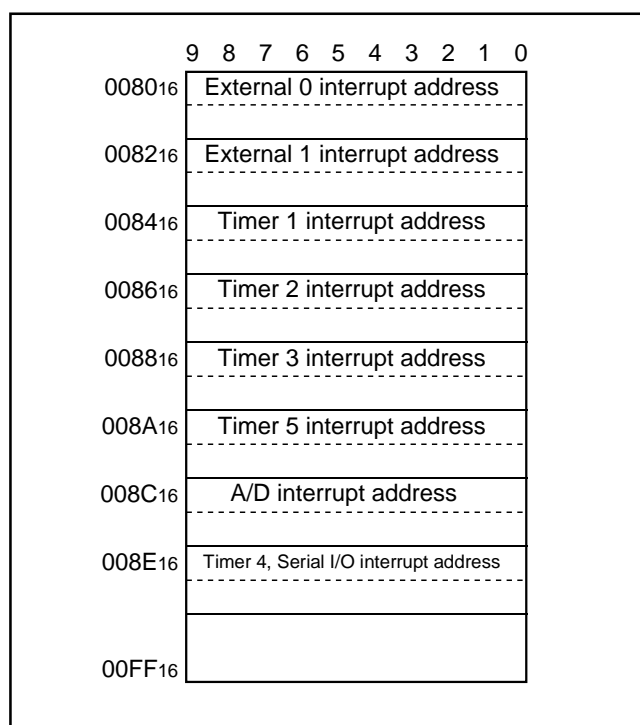 9 8 7 6 5 4 3 2 1 0
0080₁₆ External 0 interrupt address
0082₁₆ External 1 interrupt address
0084₁₆ Timer 1 interrupt address
0086₁₆ Timer 2 interrupt address
0088₁₆ Timer 3 interrupt address
008A₁₆ Timer 5 interrupt address
008C₁₆ A/D interrupt address
008E₁₆ Timer 4, Serial I/O interrupt address
00FF₁₆